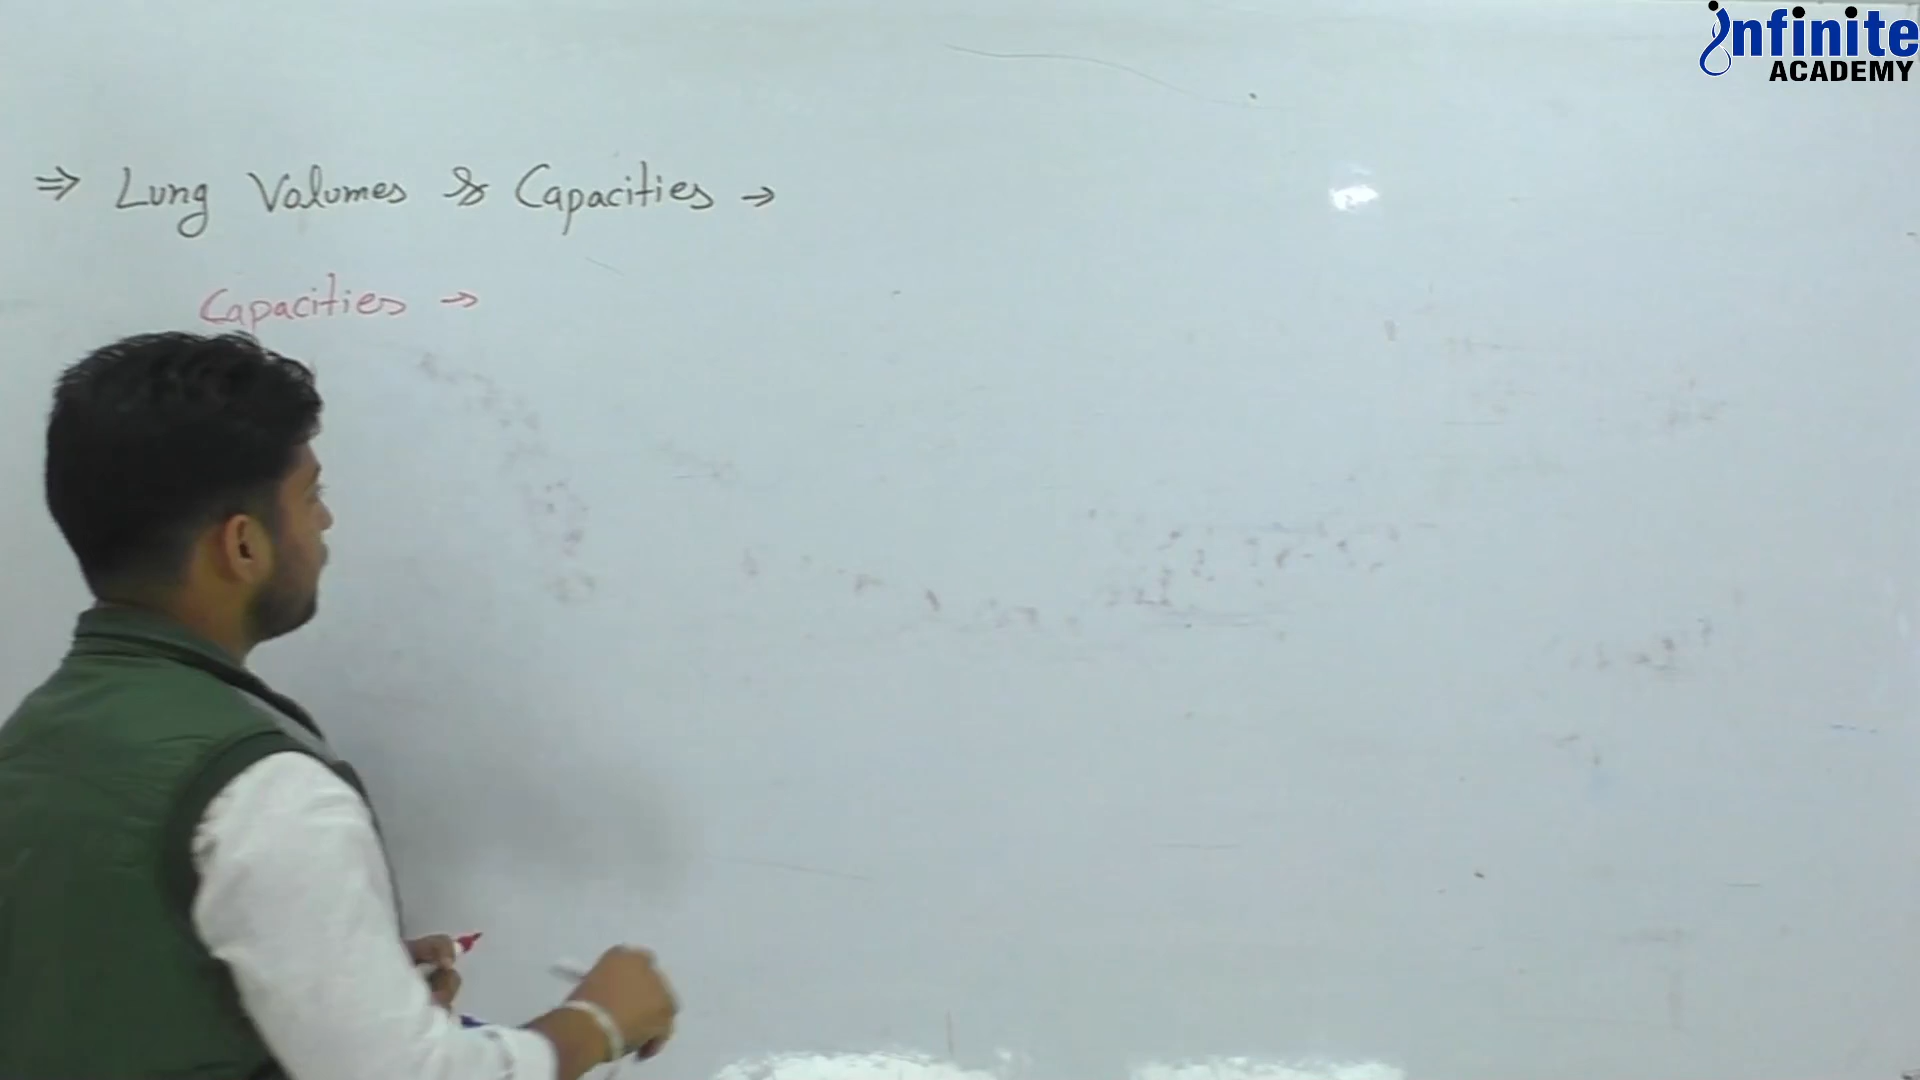 infinite
ACADEMY
⇒ Lung Volumes & Capacities →
Capacities →